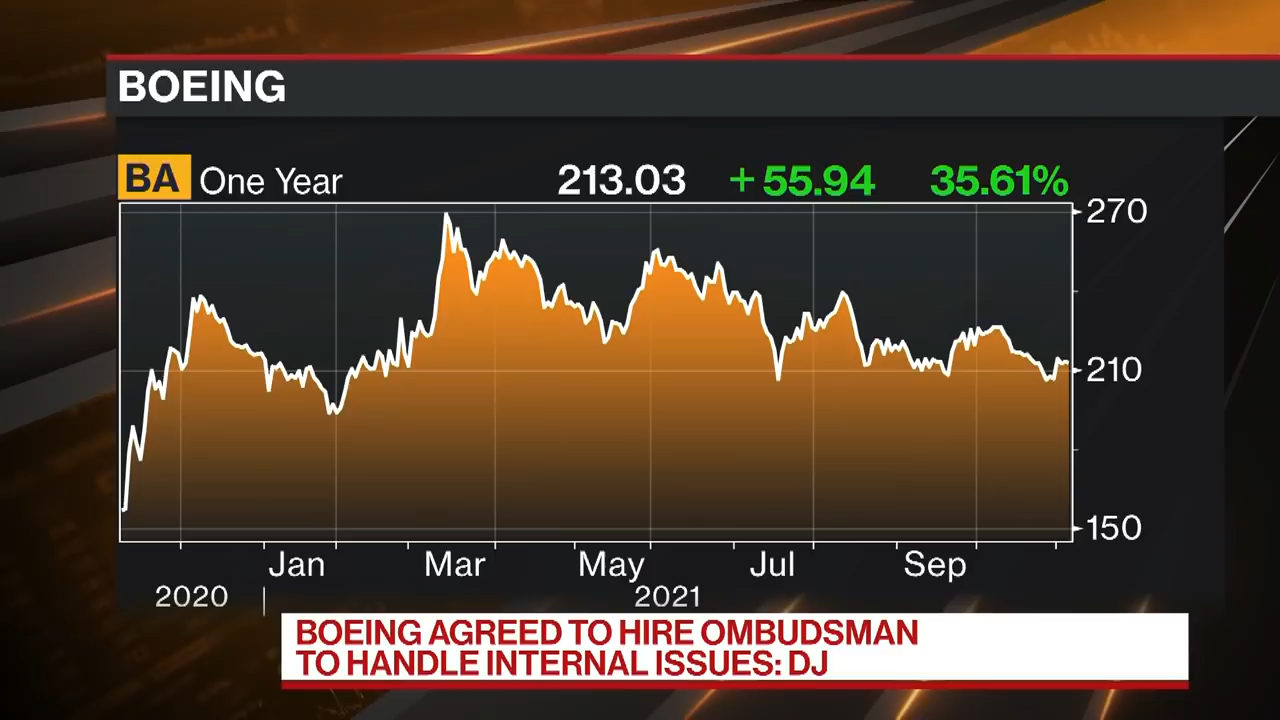 BOEING
BA One Year 213.03 +55.94 35.61%
270
210
150
Jan Mar May Jul Sep
2020 2021
BOEING AGREED TO HIRE OMBUDSMAN
TO HANDLE INTERNAL ISSUES: DJ